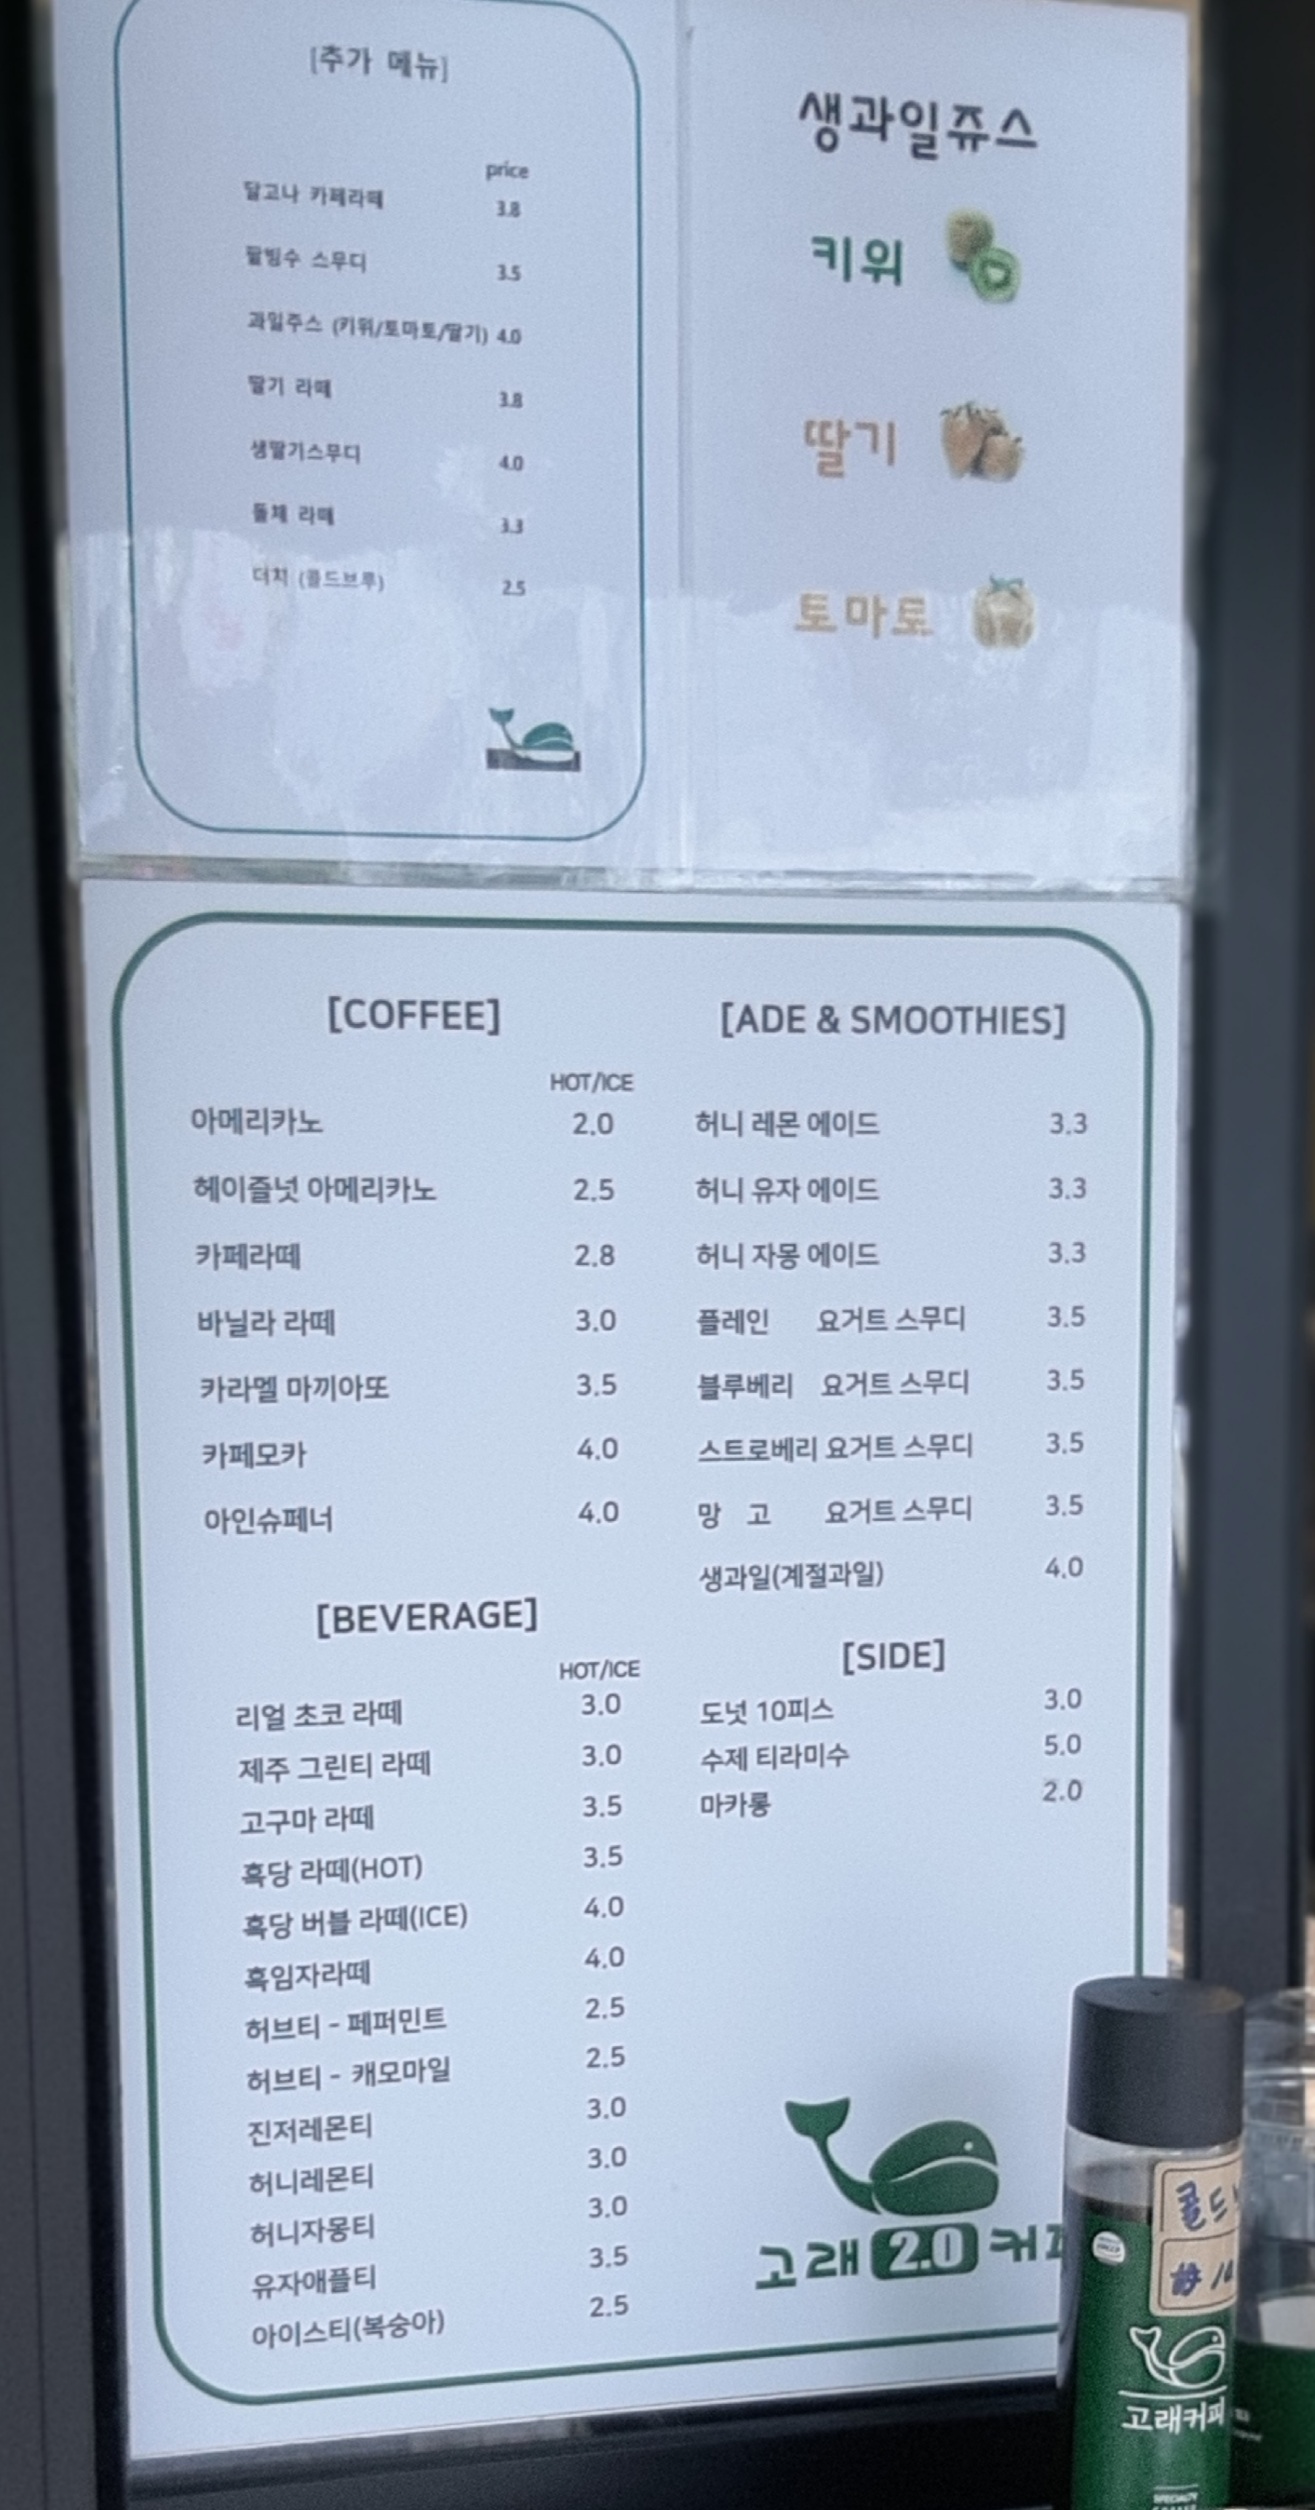 [추가 메뉴]
price
달고나 카페라떼 3.8
팥빙수 스무디 3.5
과일주스 (키위/토마토/딸기) 4.0
딸기 라떼 3.8
생딸기스무디 4.0
돌체 라떼 3.3
더치 (콜드브루) 2.5
생과일쥬스
키위
딸기
토마토
[COFFEE]
HOT/ICE
아메리카노 2.0
헤이즐넛 아메리카노 2.5
카페라떼 2.8
바닐라 라떼 3.0
카라멜 마끼아또 3.5
카페모카 4.0
아인슈페너 4.0
[BEVERAGE]
HOT/ICE
리얼 초코 라떼 3.0
제주 그린티 라떼 3.0
고구마 라떼 3.5
흑당 라떼(HOT) 3.5
흑당 버블 라떼(ICE) 4.0
흑임자라떼 4.0
허브티 - 페퍼민트 2.5
허브티 - 캐모마일 2.5
진저레몬티 3.0
허니레몬티 3.0
허니자몽티 3.0
유자애플티 3.5
아이스티(복숭아) 2.5
[ADE & SMOOTHIES]
허니 레몬 에이드 3.3
허니 유자 에이드 3.3
허니 자몽 에이드 3.3
플레인 요거트 스무디 3.5
블루베리 요거트 스무디 3.5
스트로베리 요거트 스무디 3.5
망 고 요거트 스무디 3.5
생과일(계절과일) 4.0
[SIDE]
도넛 10피스 3.0
수제 티라미수 5.0
마카롱 2.0
고래 2.0 커
콜드
고래커피
SPECIALTY